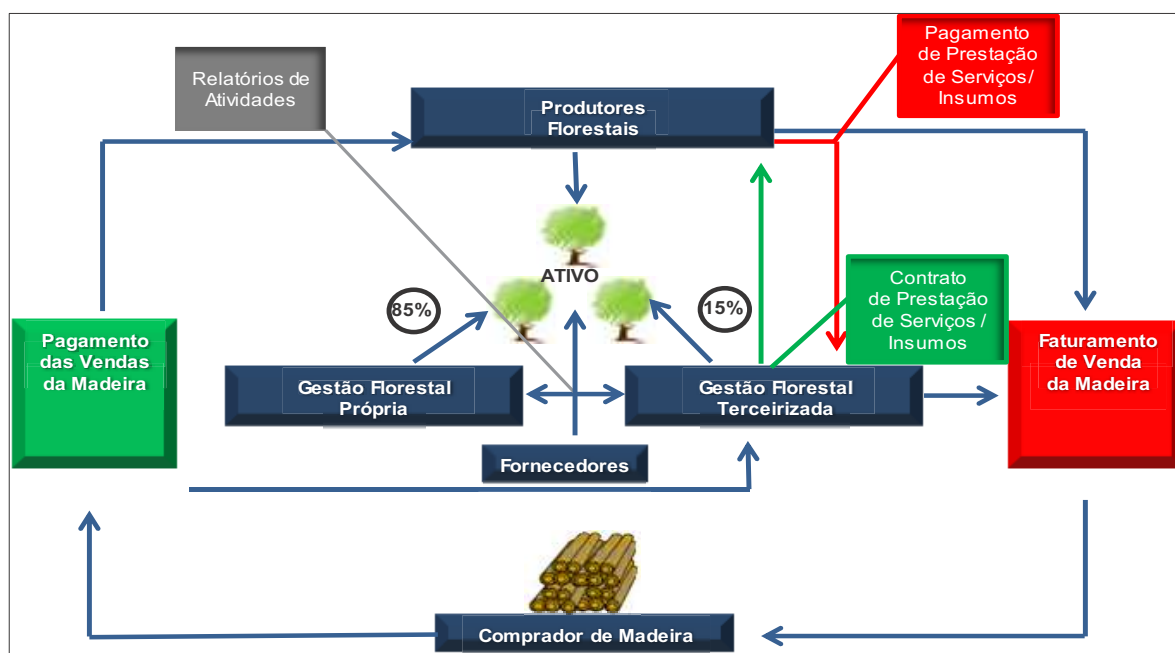 Relatórios de
Atividades
Pagamento
de Prestação
de Serviços/
Insumos
Produtores
Florestais
ATIVO
85%
15%
Contrato
de Prestação
de Serviços /
Insumos
Pagamento
das Vendas
da Madeira
Faturamento
de Venda
da Madeira
Gestão Florestal
Própria
Gestão Florestal
Terceirizada
Fornecedores
Comprador de Madeira